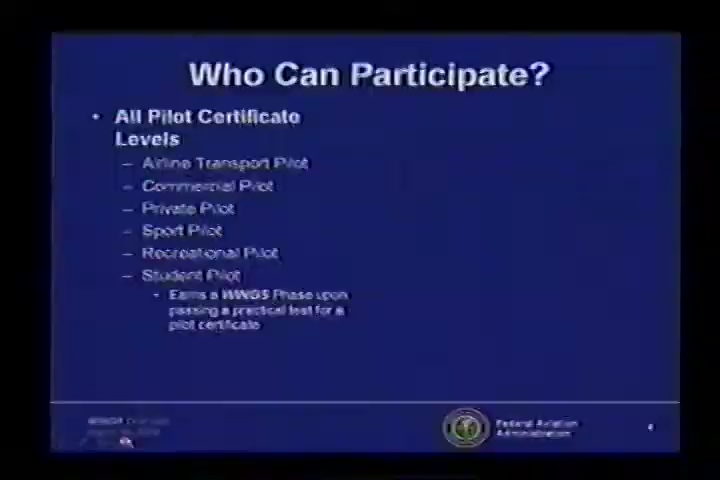 Who Can Participate?
• All Pilot Certificate
Levels
– Airline Transport Pilot
– Commercial Pilot
– Private Pilot
– Sport Pilot
– Recreational Pilot
– Student Pilot
• Earns a WINGS Phase upon
passing a practical test for a
pilot certificate
Federal Aviation
Administration
4